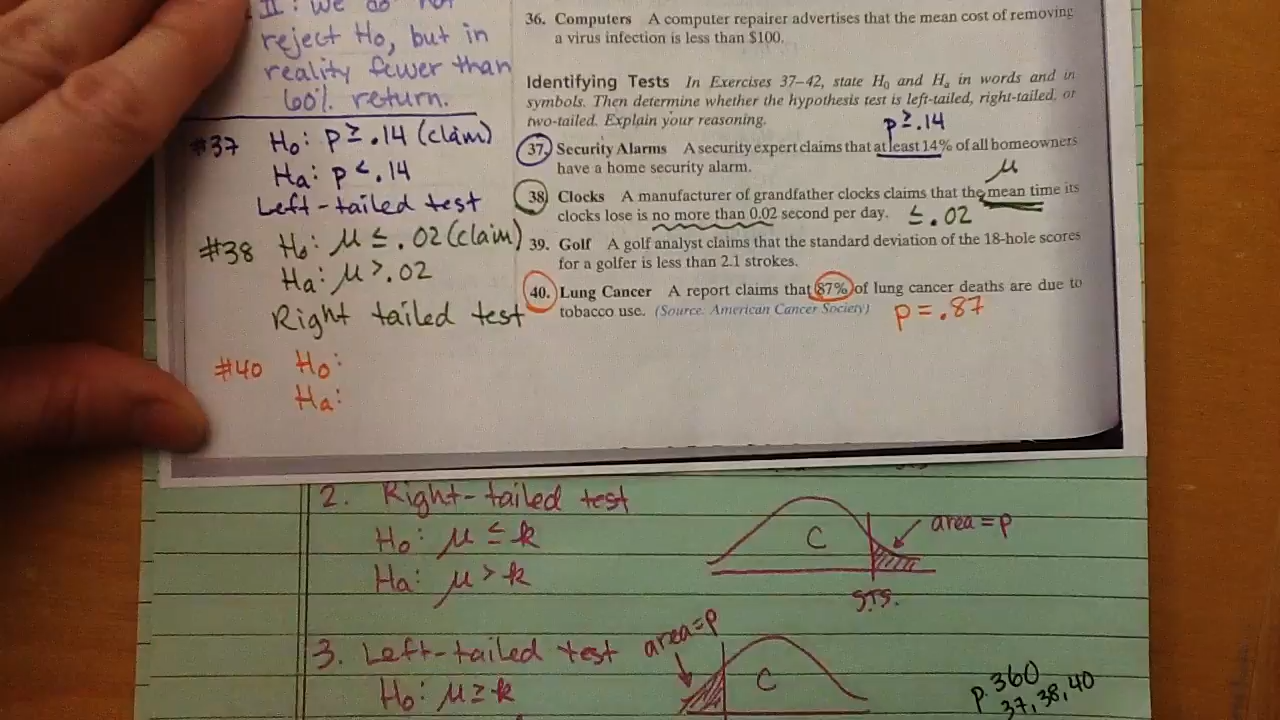 II: We do not
reject Ho, but in
reality fewer than
60% return.
#37 Ho: p ≥ .14 (claim)
Ha: p < .14
Left-tailed test
#38 Ho: μ ≤ .02 (claim)
Ha: μ > .02
Right tailed test
#40 Ho:
Ha:
36. Computers A computer repairer advertises that the mean cost of removing
a virus infection is less than $100.
Identifying Tests In Exercises 37–42, state H0 and Ha in words and in
symbols. Then determine whether the hypothesis test is left-tailed, right-tailed, or
two-tailed. Explain your reasoning.
p ≥ .14
37. Security Alarms A security expert claims that at least 14% of all homeowners
have a home security alarm.
μ
38. Clocks A manufacturer of grandfather clocks claims that the mean time its
clocks lose is no more than 0.02 second per day. ≤ .02
39. Golf A golf analyst claims that the standard deviation of the 18-hole scores
for a golfer is less than 2.1 strokes.
40. Lung Cancer A report claims that 87% of lung cancer deaths are due to
tobacco use. (Source: American Cancer Society) p = .87
2. Right-tailed test
Ho: μ ≤ k
Ha: μ > k
C
area = p
S.T.S.
3. Left-tailed test
Ho: μ ≥ k
area = p
C
p. 360
37, 38, 40